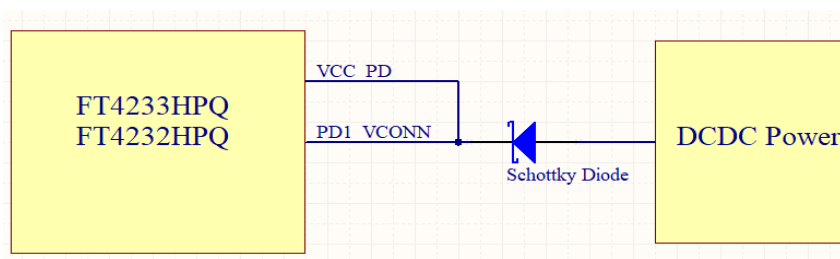 VCC_PD
FT4233HPQ
FT4232HPQ
PD1_VCONN
DCDC Power
Schottky Diode